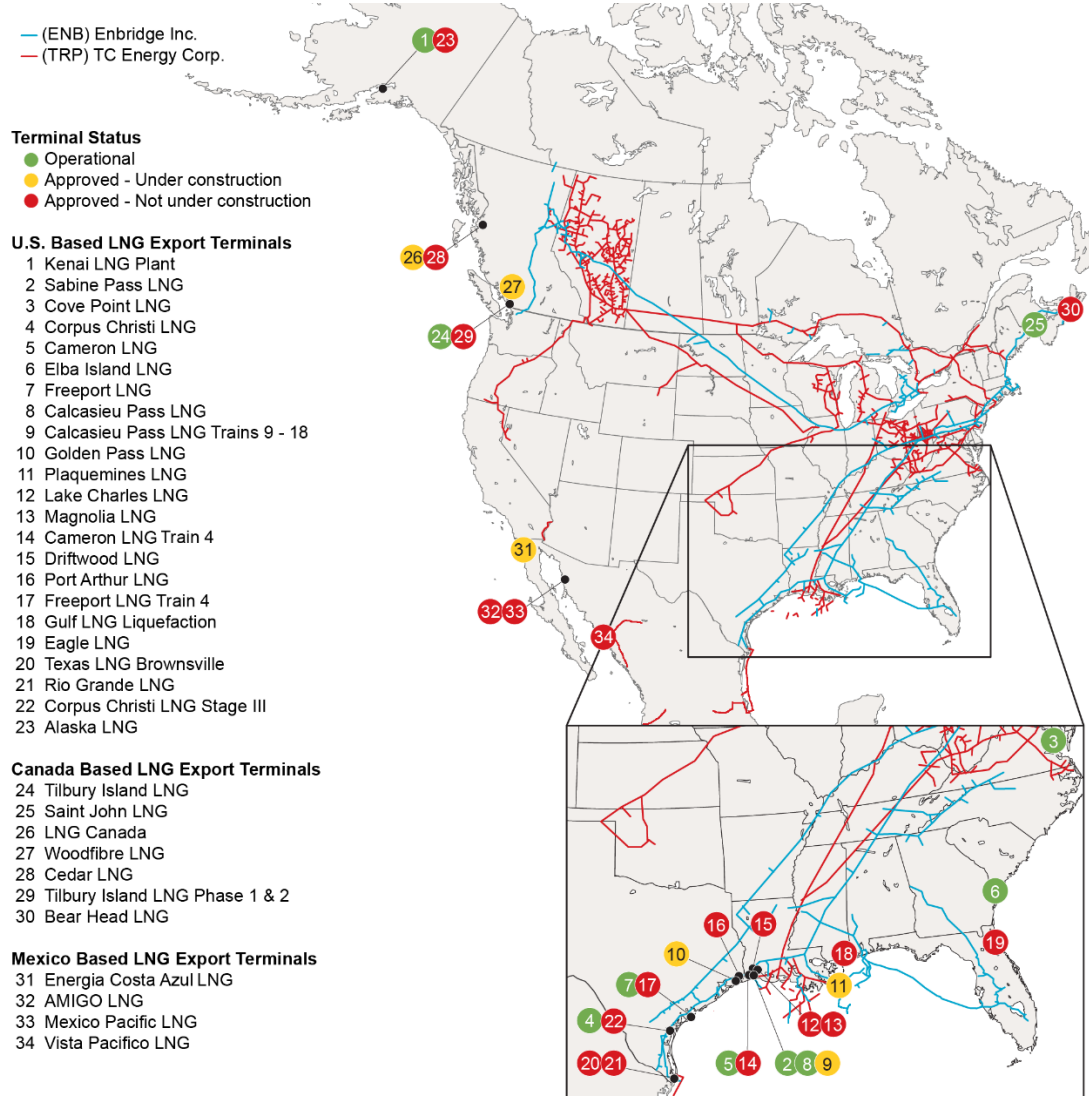 (ENB) Enbridge Inc.
(TRP) TC Energy Corp.
Terminal Status
Operational
Approved - Under construction
Approved - Not under construction
U.S. Based LNG Export Terminals
1 Kenai LNG Plant
2 Sabine Pass LNG
3 Cove Point LNG
4 Corpus Christi LNG
5 Cameron LNG
6 Elba Island LNG
7 Freeport LNG
8 Calcasieu Pass LNG
9 Calcasieu Pass LNG Trains 9 - 18
10 Golden Pass LNG
11 Plaquemines LNG
12 Lake Charles LNG
13 Magnolia LNG
14 Cameron LNG Train 4
15 Driftwood LNG
16 Port Arthur LNG
17 Freeport LNG Train 4
18 Gulf LNG Liquefaction
19 Eagle LNG
20 Texas LNG Brownsville
21 Rio Grande LNG
22 Corpus Christi LNG Stage III
23 Alaska LNG
Canada Based LNG Export Terminals
24 Tilbury Island LNG
25 Saint John LNG
26 LNG Canada
27 Woodfibre LNG
28 Cedar LNG
29 Tilbury Island LNG Phase 1 & 2
30 Bear Head LNG
Mexico Based LNG Export Terminals
31 Energia Costa Azul LNG
32 AMIGO LNG
33 Mexico Pacific LNG
34 Vista Pacifico LNG
1 23
26 28
27
24 29
30
25
31
32 33
34
3
6
16 15
19
10
18
7 17
11
4 22
12 13
20 21
5 14
2 8 9